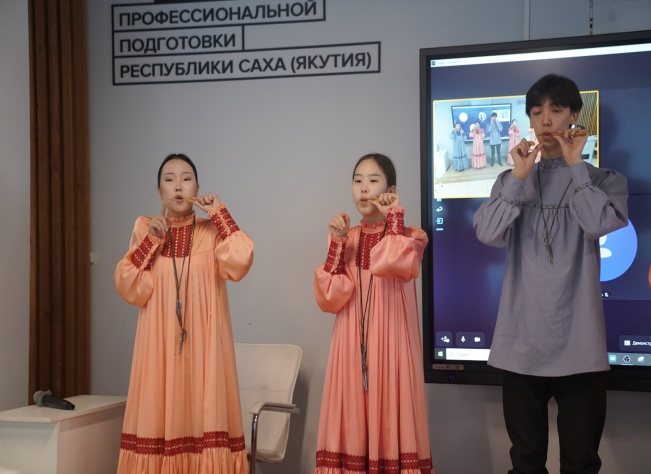 ПРОФЕССИОНАЛЬНОЙ
ПОДГОТОВКИ
РЕСПУБЛИКИ САХА (ЯКУТИЯ)